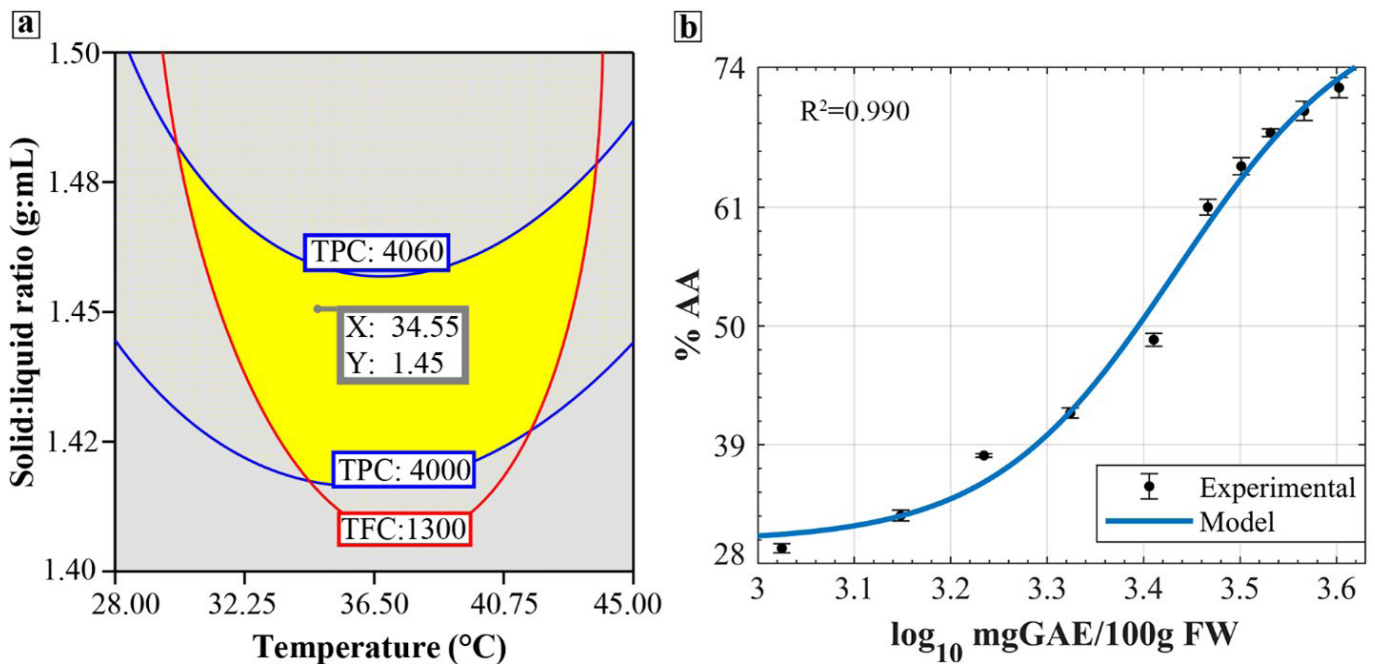 a
1.50
1.48
1.45
1.42
1.40
Solid:liquid ratio (g:mL)
TPC: 4060
X: 34.55
Y: 1.45
TPC: 4000
TFC:1300
28.00 32.25 36.50 40.75 45.00
Temperature (°C)
b
74
61
50
39
28
% AA
R²=0.990
Experimental
Model
3 3.1 3.2 3.3 3.4 3.5 3.6
log₁₀ mgGAE/100g FW